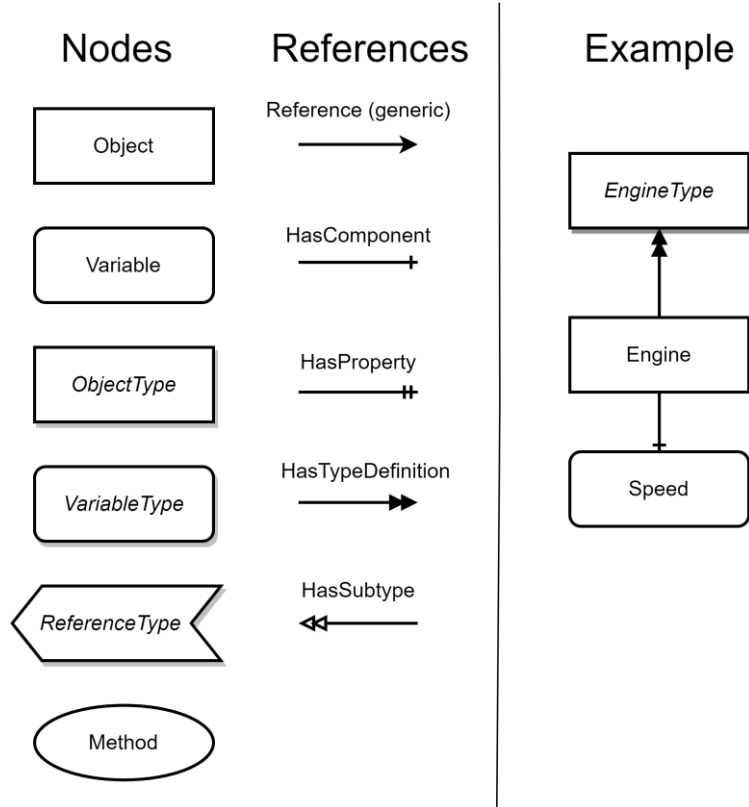 Nodes
Object
Variable
ObjectType
VariableType
ReferenceType
Method
References
Reference (generic)
HasComponent
HasProperty
HasTypeDefinition
HasSubtype
Example
EngineType
Engine
Speed